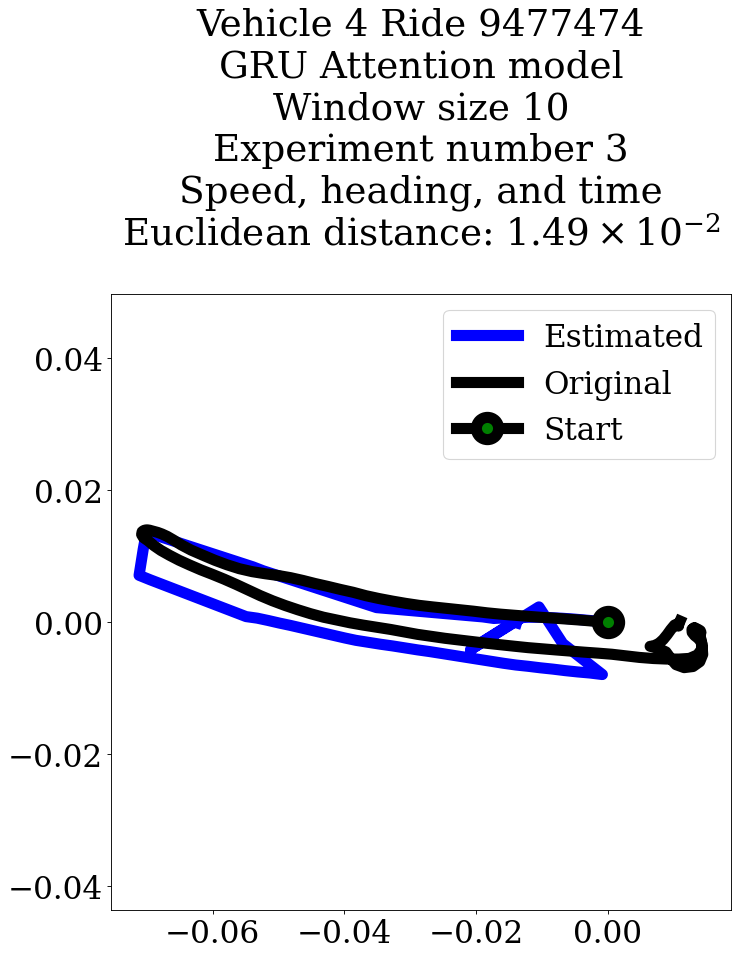 Vehicle 4 Ride 9477474
GRU Attention model
Window size 10
Experiment number 3
Speed, heading, and time
Euclidean distance: 1.49 × 10⁻²
Estimated
Original
Start
0.04
0.02
0.00
−0.02
−0.04
−0.06
−0.04
−0.02
0.00